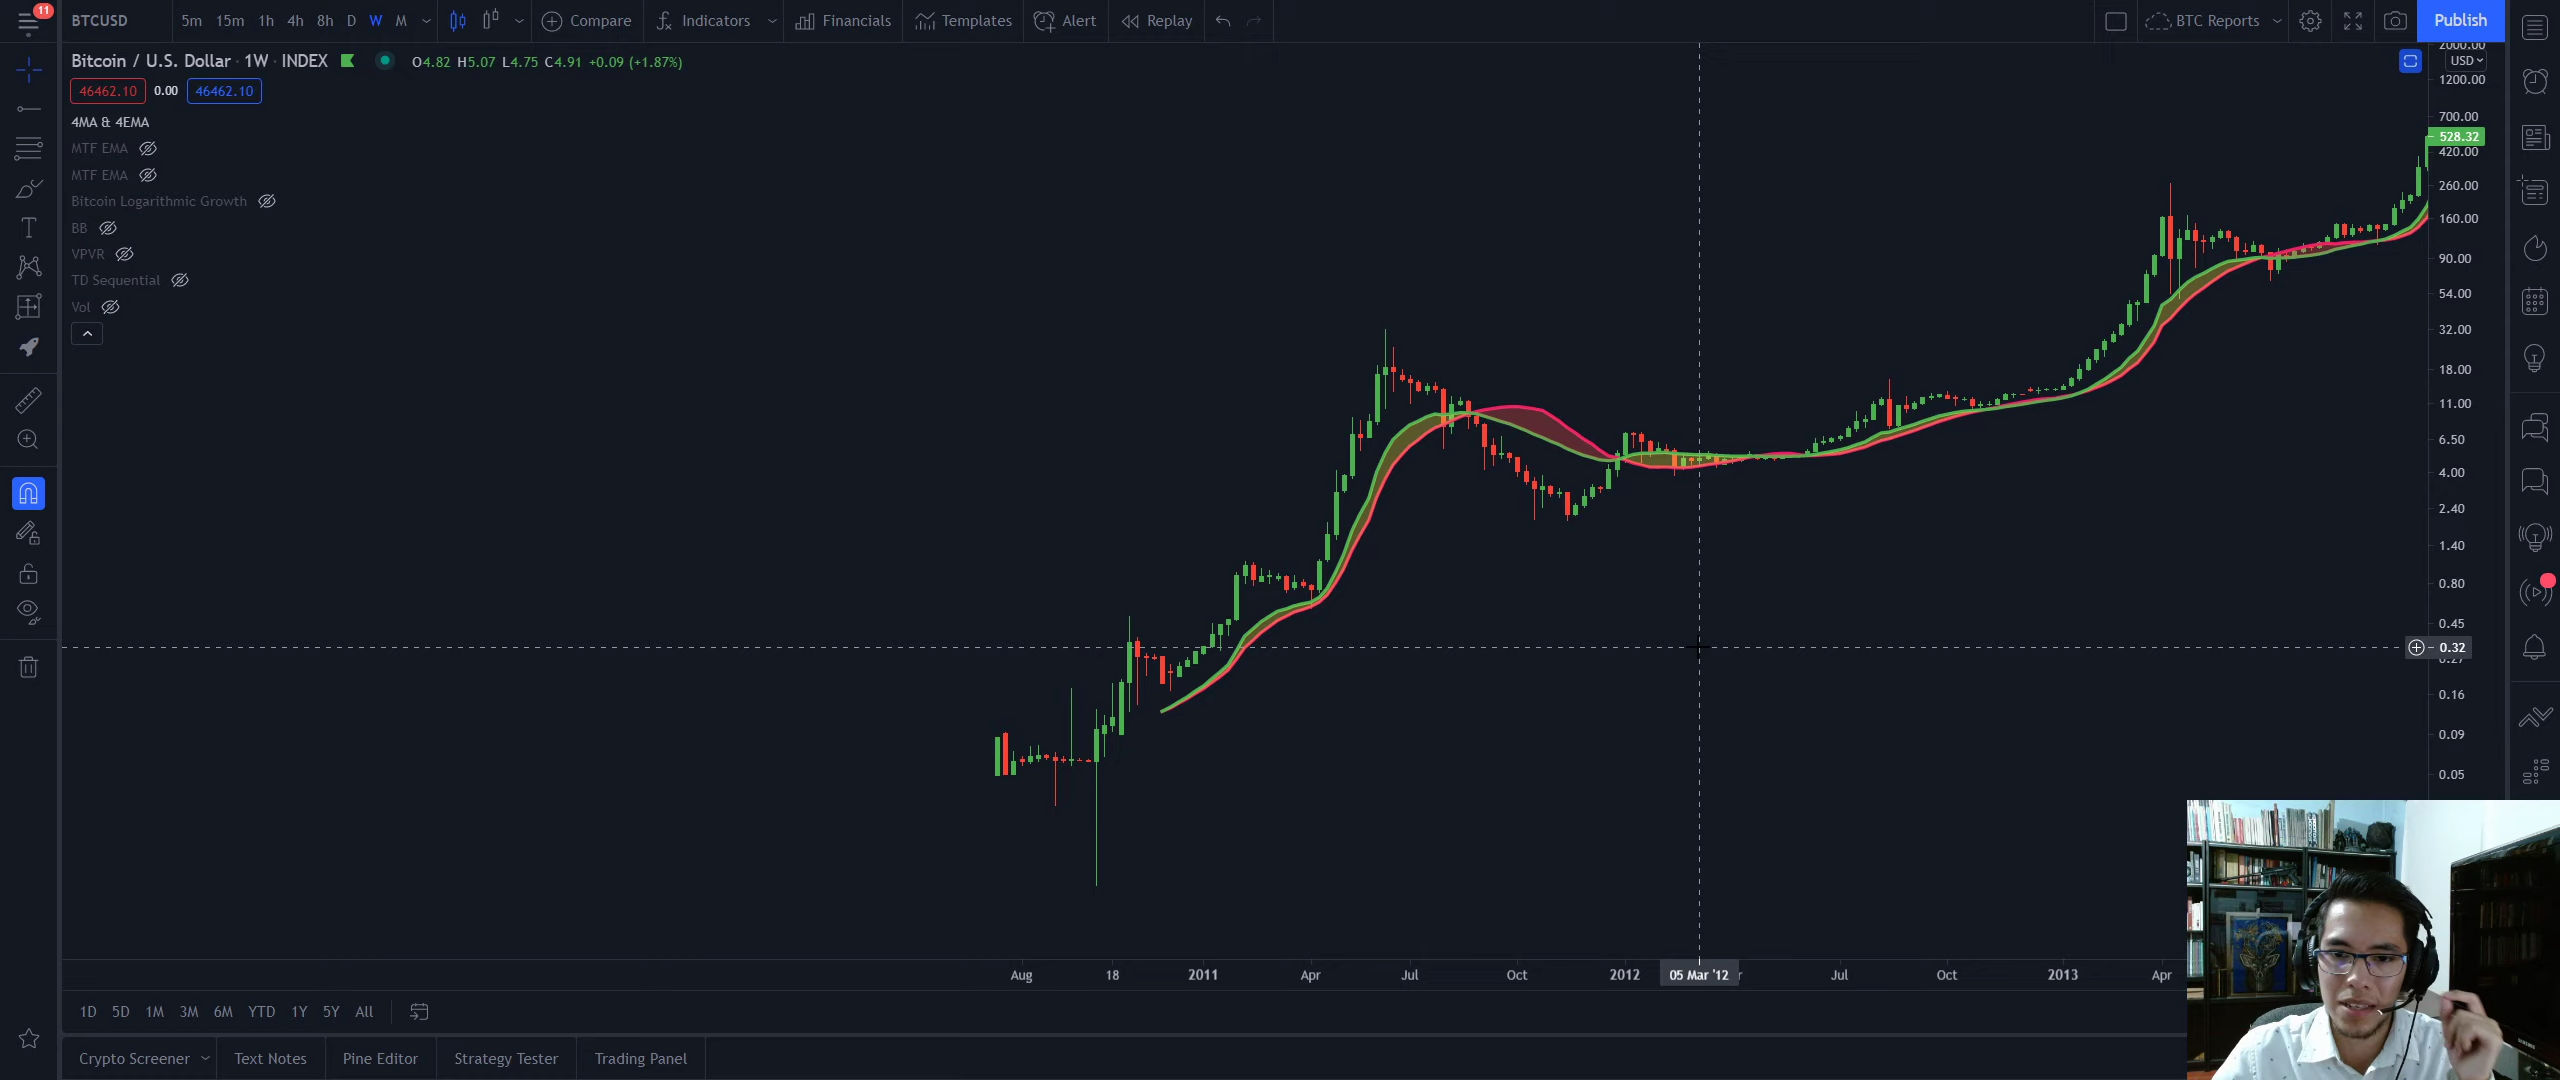 11
BTCUSD 5m 15m 1h 4h 8h D W M Compare Indicators Financials Templates Alert Replay BTC Reports Publish
Bitcoin / U.S. Dollar · 1W · INDEX O4.82 H5.07 L4.75 C4.91 +0.09 (+1.87%)
46462.10 0.00 46462.10
4MA & 4EMA
MTF EMA
MTF EMA
Bitcoin Logarithmic Growth
BB
VPVR
TD Sequential
Vol
2000.00
USD
1200.00
700.00
528.32
420.00
260.00
160.00
90.00
54.00
32.00
18.00
11.00
6.50
4.00
2.40
1.40
0.80
0.45
0.32
0.27
0.16
0.09
0.05
Aug 18 2011 Apr Jul Oct 2012 05 Mar '12 Jul Oct 2013 Apr
1D 5D 1M 3M 6M YTD 1Y 5Y All
Crypto Screener Text Notes Pine Editor Strategy Tester Trading Panel
SAMSUNG